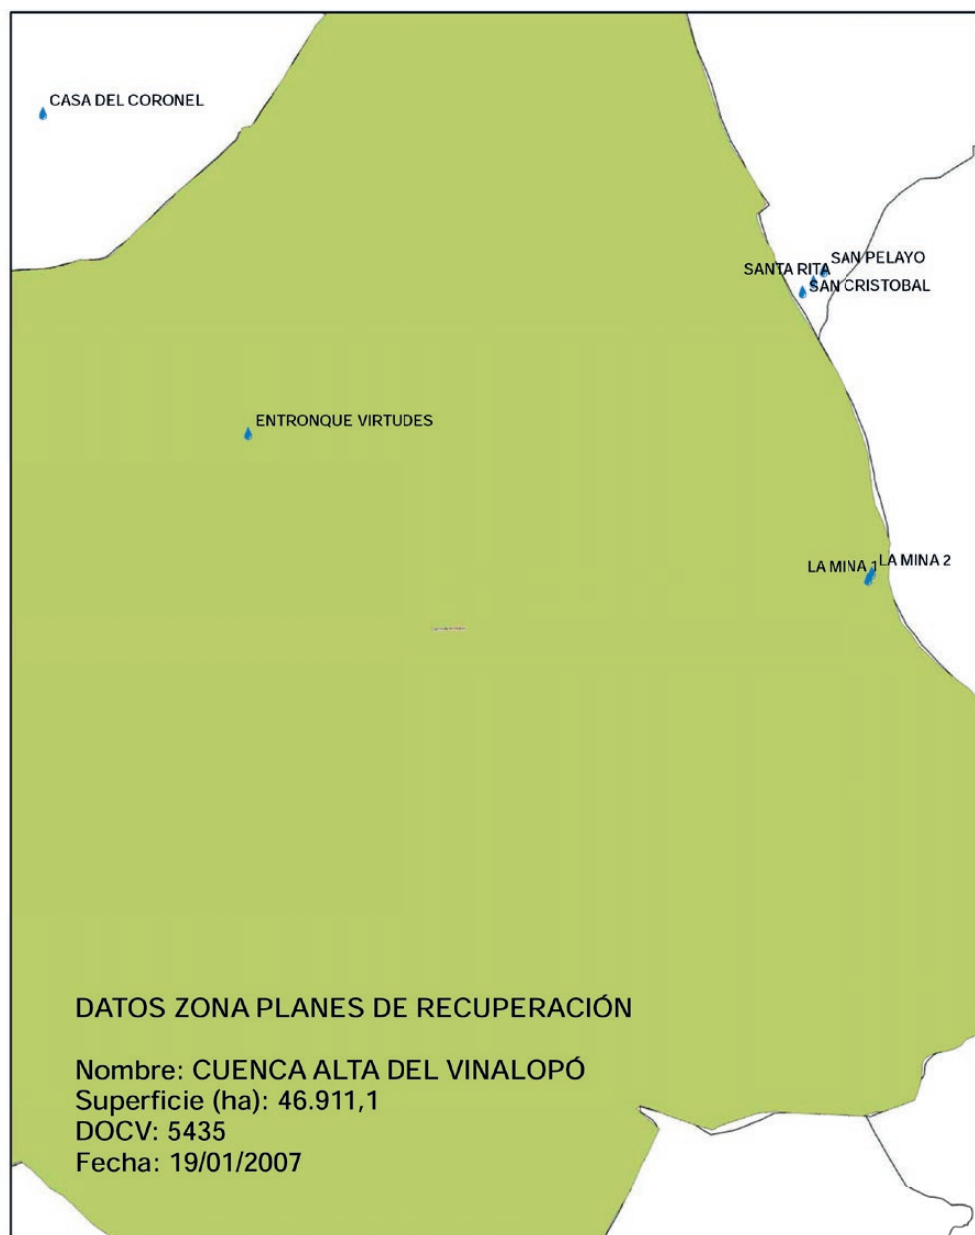 CASA DEL CORONEL
SAN PELAYO
SANTA RITA
SAN CRISTOBAL
ENTRONQUE VIRTUDES
LA MINA 1
LA MINA 2
DATOS ZONA PLANES DE RECUPERACIÓN
Nombre: CUENCA ALTA DEL VINALOPÓ
Superficie (ha): 46.911,1
DOCV: 5435
Fecha: 19/01/2007